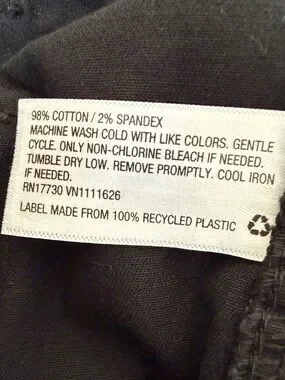 98% COTTON / 2% SPANDEX
MACHINE WASH COLD WITH LIKE COLORS. GENTLE
CYCLE. ONLY NON-CHLORINE BLEACH IF NEEDED.
TUMBLE DRY LOW. REMOVE PROMPTLY. COOL IRON
IF NEEDED.
RN17730 VN1111626
LABEL MADE FROM 100% RECYCLED PLASTIC